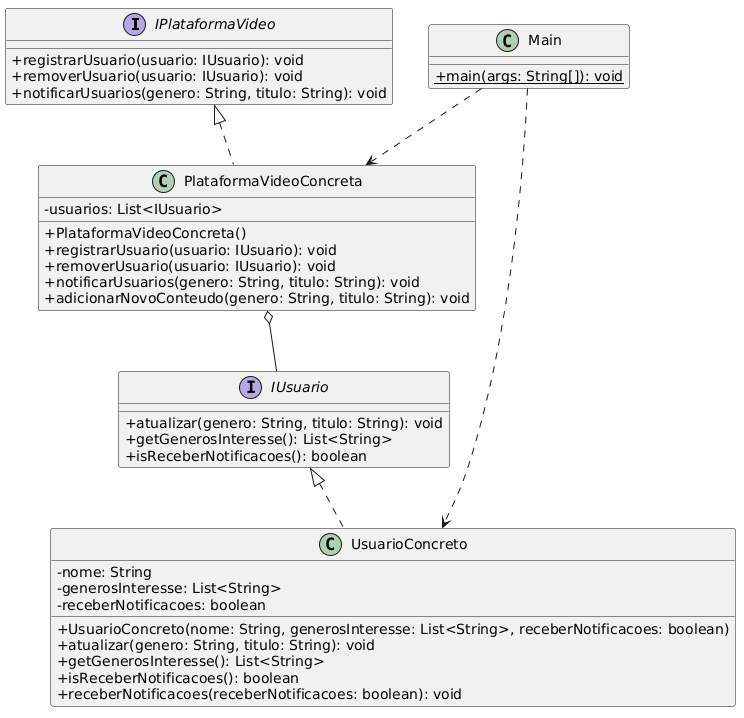 I IPlataformaVideo
+registrarUsuario(usuario: IUsuario): void
+removerUsuario(usuario: IUsuario): void
+notificarUsuarios(genero: String, titulo: String): void
C Main
+main(args: String[]): void
C PlataformaVideoConcreta
-usuarios: List<IUsuario>
+PlataformaVideoConcreta()
+registrarUsuario(usuario: IUsuario): void
+removerUsuario(usuario: IUsuario): void
+notificarUsuarios(genero: String, titulo: String): void
+adicionarNovoConteudo(genero: String, titulo: String): void
I IUsuario
+atualizar(genero: String, titulo: String): void
+getGenerosInteresse(): List<String>
+isReceberNotificacoes(): boolean
C UsuarioConcreto
-nome: String
-generosInteresse: List<String>
-receberNotificacoes: boolean
+UsuarioConcreto(nome: String, generosInteresse: List<String>, receberNotificacoes: boolean)
+atualizar(genero: String, titulo: String): void
+getGenerosInteresse(): List<String>
+isReceberNotificacoes(): boolean
+receberNotificacoes(receberNotificacoes: boolean): void